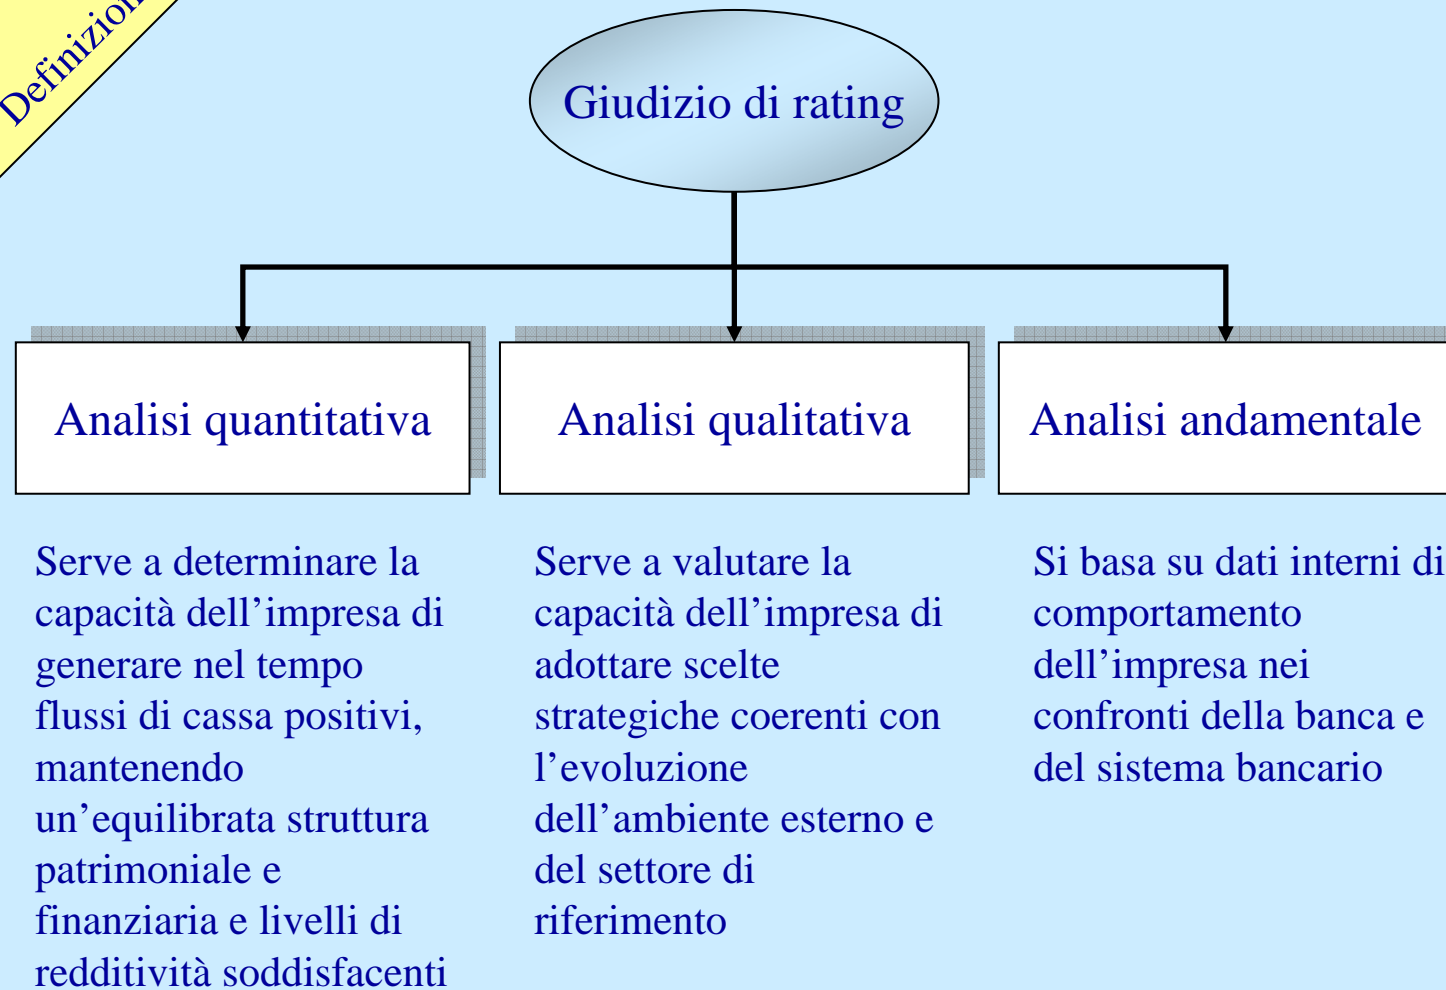 Definizion
Giudizio di rating
Analisi quantitativa
Analisi qualitativa
Analisi andamentale
Serve a determinare la
capacità dell’impresa di
generare nel tempo
flussi di cassa positivi,
mantenendo
un’equilibrata struttura
patrimoniale e
finanziaria e livelli di
redditività soddisfacenti
Serve a valutare la
capacità dell’impresa di
adottare scelte
strategiche coerenti con
l’evoluzione
dell’ambiente esterno e
del settore di
riferimento
Si basa su dati interni di
comportamento
dell’impresa nei
confronti della banca e
del sistema bancario